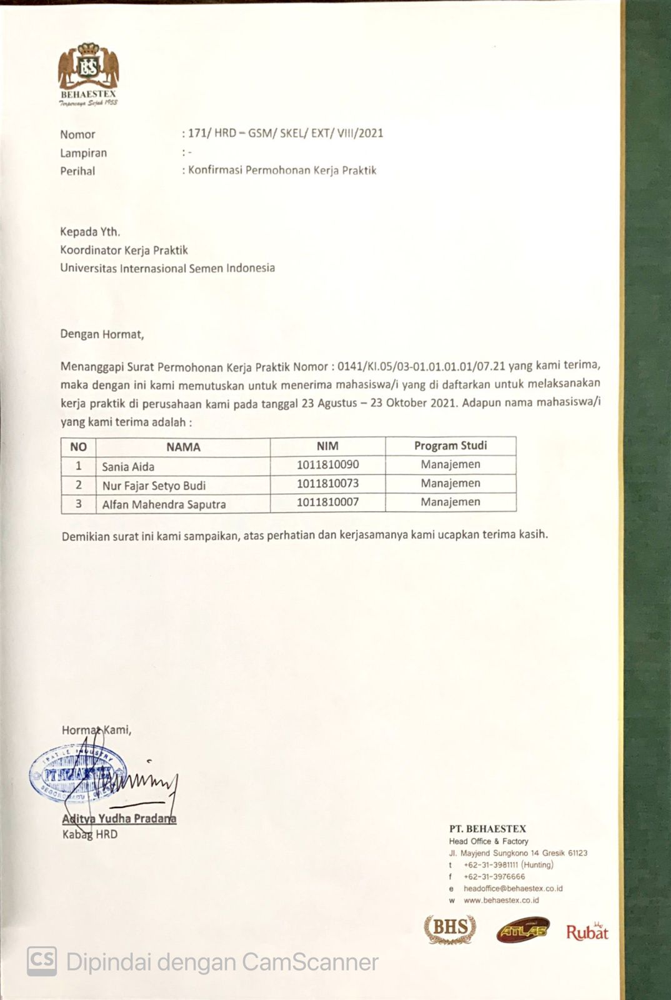 BHS
BEHAESTEX
Terpercaya Sejak 1953
Nomor : 171/ HRD – GSM/ SKEL/ EXT/ VIII/2021
Lampiran : -
Perihal : Konfirmasi Permohonan Kerja Praktik
Kepada Yth.
Koordinator Kerja Praktik
Universitas Internasional Semen Indonesia
Dengan Hormat,
Menanggapi Surat Permohonan Kerja Praktik Nomor : 0141/KI.05/03-01.01.01.01/07.21 yang kami terima,
maka dengan ini kami memutuskan untuk menerima mahasiswa/i yang di daftarkan untuk melaksanakan
kerja praktik di perusahaan kami pada tanggal 23 Agustus – 23 Oktober 2021. Adapun nama mahasiswa/i
yang kami terima adalah :
NO NAMA NIM Program Studi
1 Sania Aida 1011810090 Manajemen
2 Nur Fajar Setyo Budi 1011810073 Manajemen
3 Alfan Mahendra Saputra 1011810007 Manajemen
Demikian surat ini kami sampaikan, atas perhatian dan kerjasamanya kami ucapkan terima kasih.
Hormat Kami,
TEXTILE INDUSTRY
PT BEHAESTEX
Aditya Yudha Pradana
Kabag HRD
PT. BEHAESTEX
Head Office & Factory
Jl. Mayjend Sungkono 14 Gresik 61123
t +62-31-3981111 (Hunting)
f +62-31-3976666
e headoffice@behaestex.co.id
w www.behaestex.co.id
BHS ATLAS Rubat
CS Dipindai dengan CamScanner